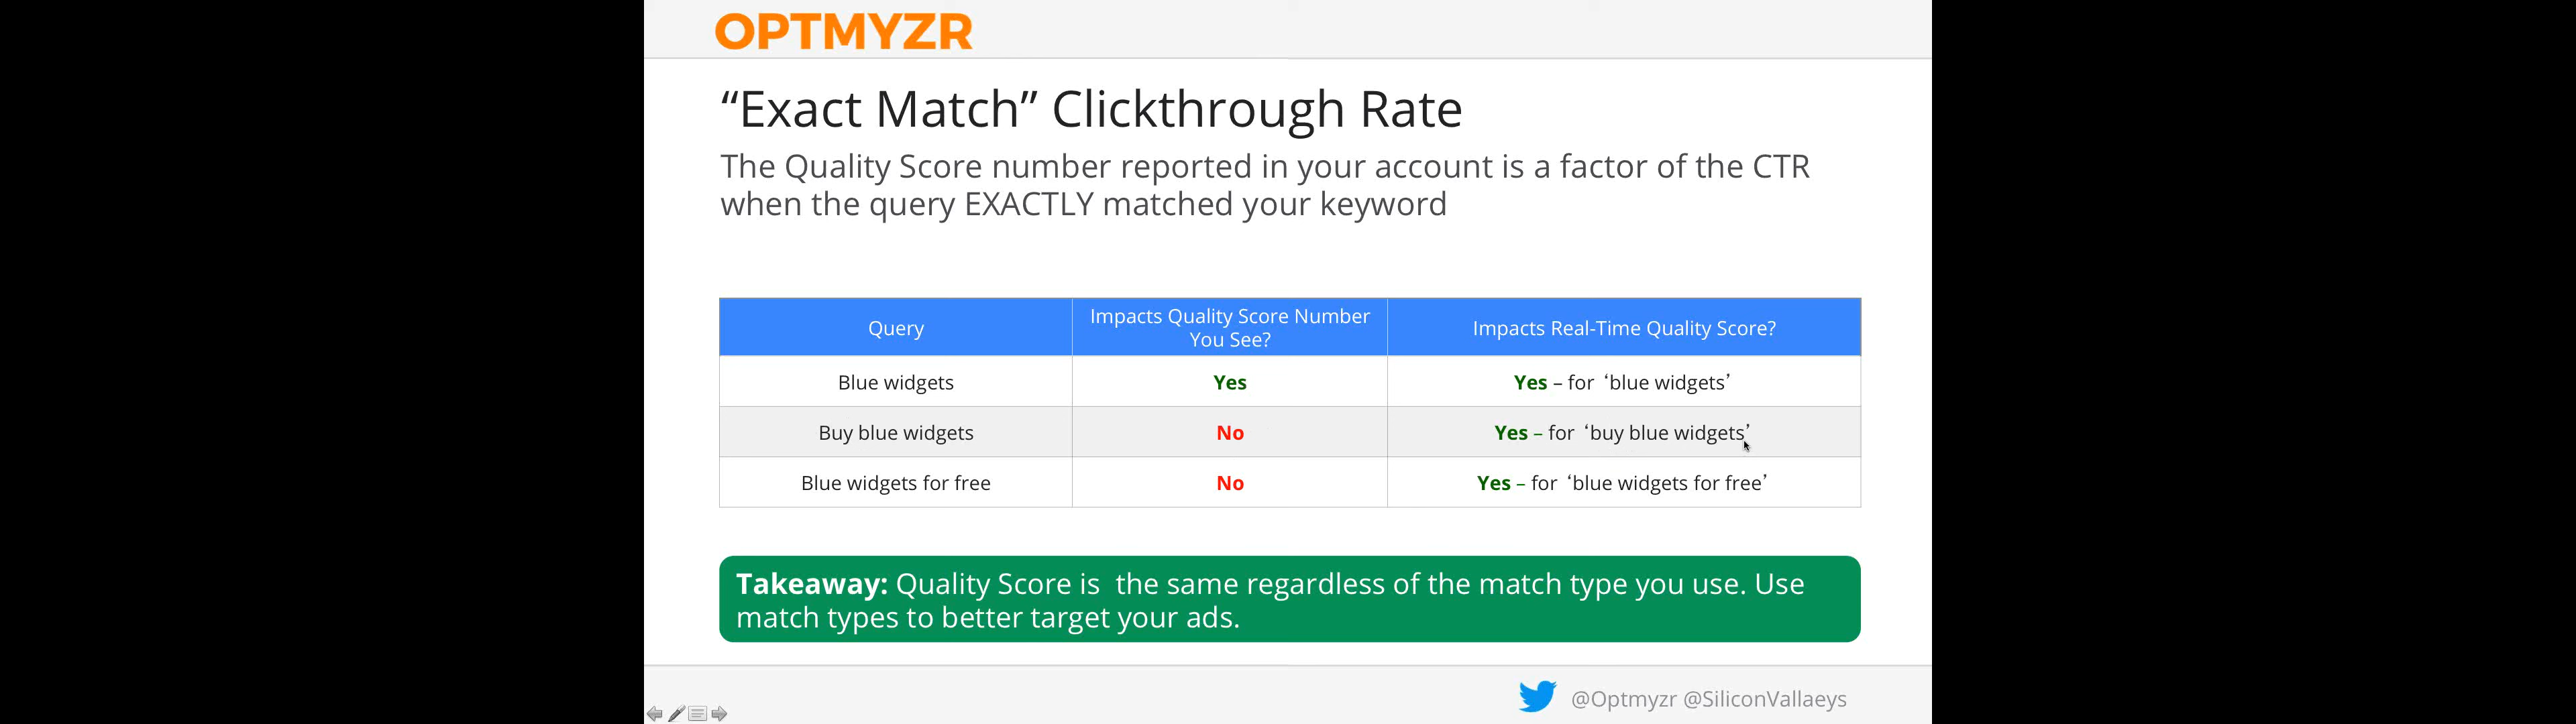 OPTMYZR
“Exact Match” Clickthrough Rate
The Quality Score number reported in your account is a factor of the CTR
when the query EXACTLY matched your keyword
Query
Impacts Quality Score Number
You See?
Impacts Real-Time Quality Score?
Blue widgets
Yes
Yes – for ‘blue widgets’
Buy blue widgets
No
Yes – for ‘buy blue widgets’
Blue widgets for free
No
Yes – for ‘blue widgets for free’
Takeaway: Quality Score is  the same regardless of the match type you use. Use
match types to better target your ads.
@Optmyzr @SiliconVallaeys